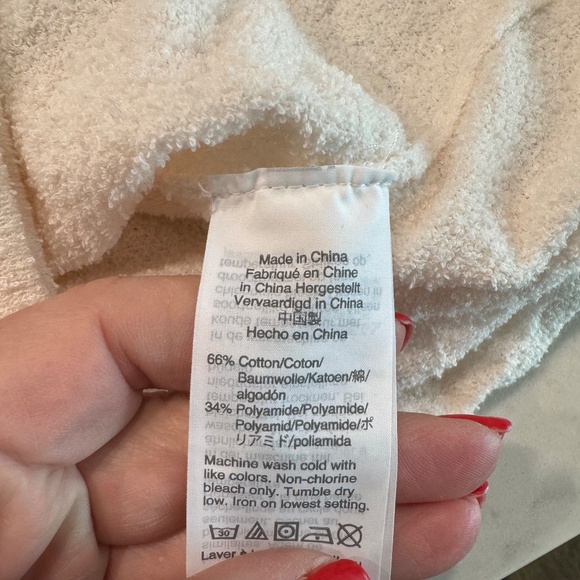 Made in China
Fabriqué en Chine
in China Hergestellt
Vervaardigd in China
中国製
Hecho en China
66% Cotton/Coton/
Baumwolle/Katoen/綿/
algodón
34% Polyamide/Polyamide/
Polyamid/Polyamide/ポ
リアミド/poliamida
Machine wash cold with
like colors. Non-chlorine
bleach only. Tumble dry
low. Iron on lowest setting.
30
Laver à